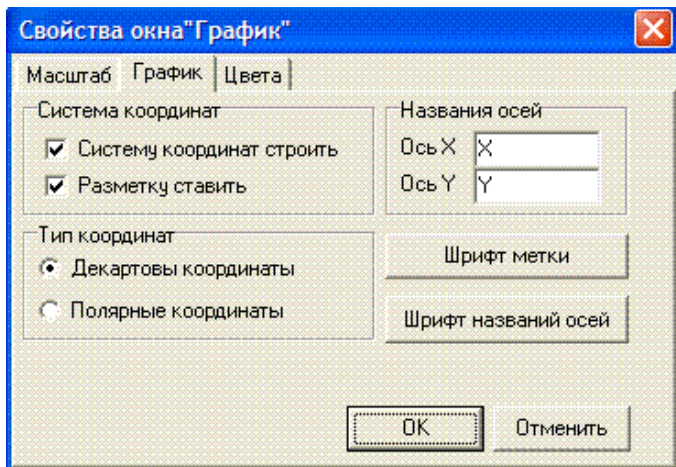 Свойства окна"График"
Масштаб График Цвета
Система координат
Систему координат строить
Разметку ставить
Названия осей
Ось X X
Ось Y Y
Тип координат
Декартовы координаты
Полярные координаты
Шрифт метки
Шрифт названий осей
OK Отменить